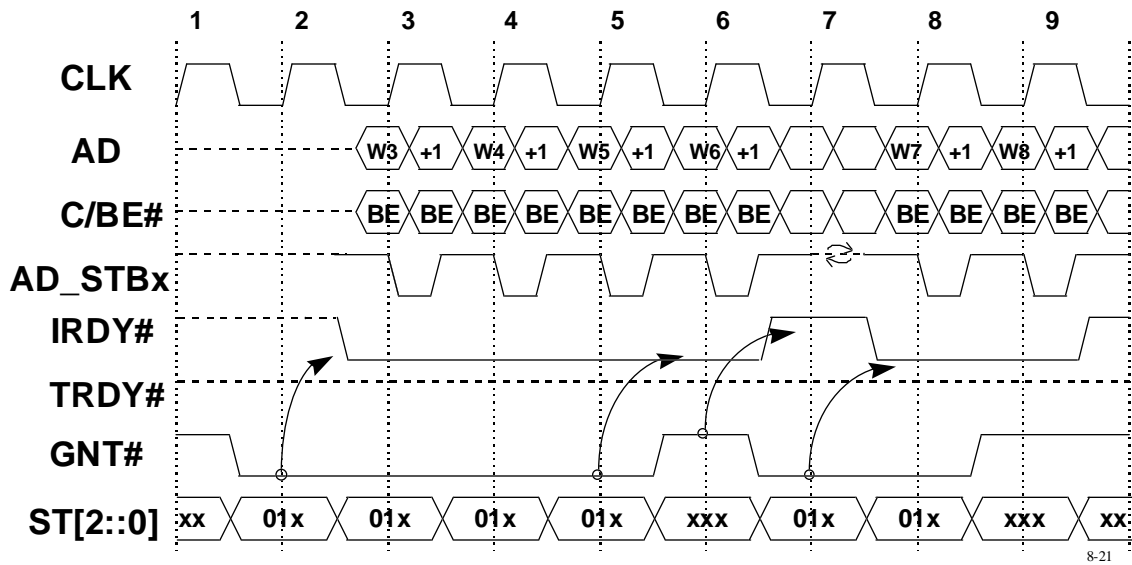 1 2 3 4 5 6 7 8 9
CLK
AD W3 +1 W4 +1 W5 +1 W6 +1 W7 +1 W8 +1
C/BE# BE BE BE BE BE BE BE BE BE BE BE BE
AD_STBx
IRDY#
TRDY#
GNT#
ST[2::0] xx 01x 01x 01x 01x xxx 01x 01x xxx xx
8-21